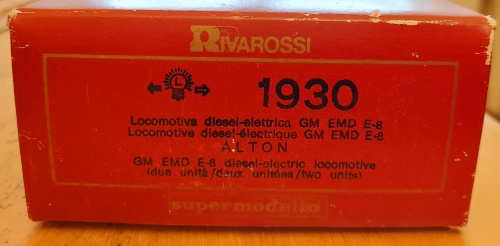 RIVAROSSI
L
1930
Locomotiva diesel-elettrica GM EMD E-8
Locomotive diesel-électrique GM EMD E-8
ALTON
GM EMD E-8 diesel-electric locomotive
(due unità/deux unitées/two units)
supermodello